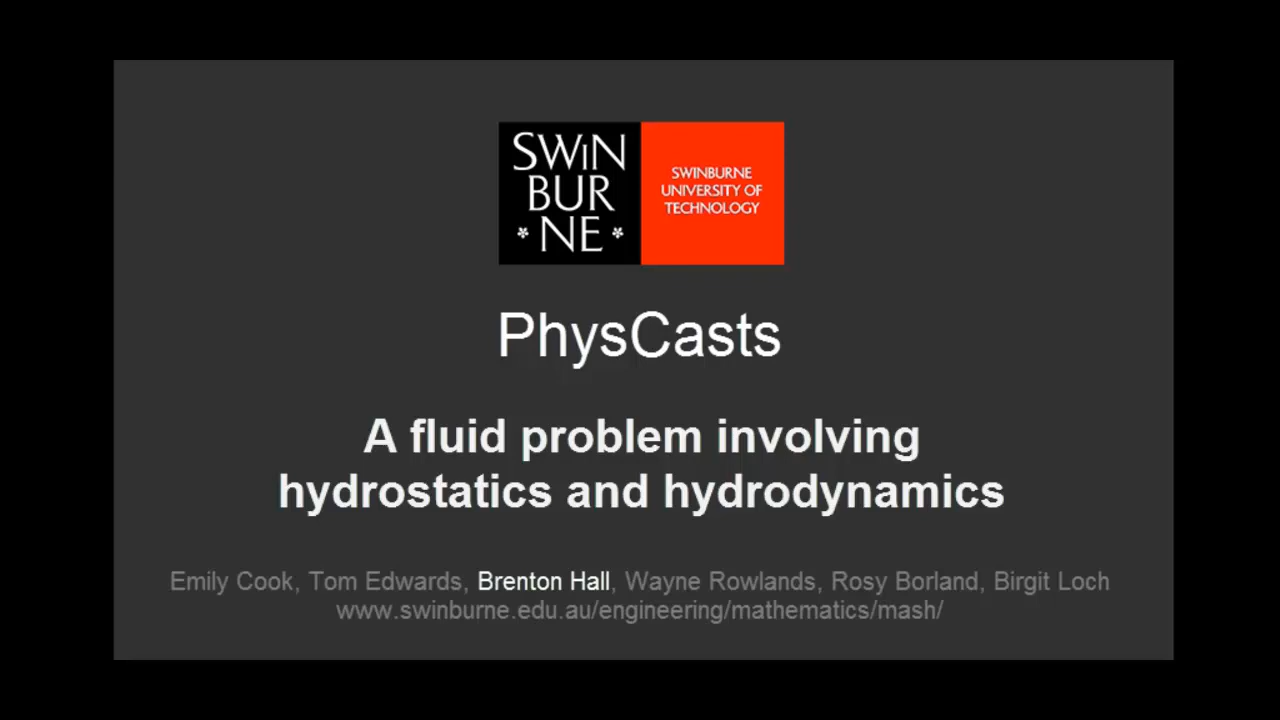 SWIN
BUR
NE
SWINBURNE
UNIVERSITY OF
TECHNOLOGY
PhysCasts
A fluid problem involving
hydrostatics and hydrodynamics
Emily Cook, Tom Edwards, Brenton Hall, Wayne Rowlands, Rosy Borland, Birgit Loch
www.swinburne.edu.au/engineering/mathematics/mash/